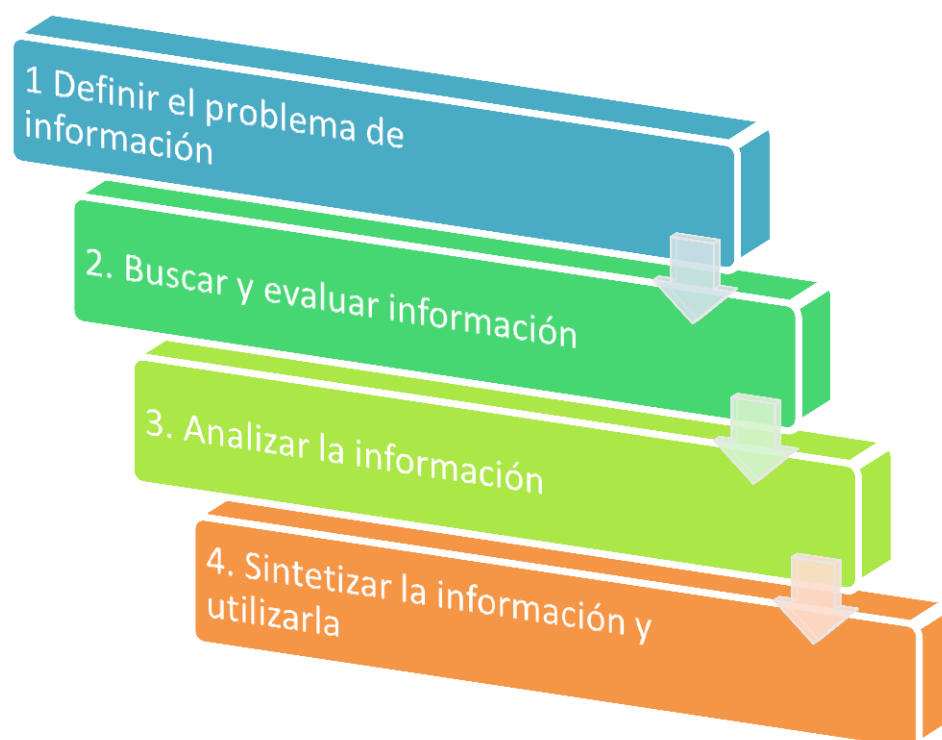 1 Definir el problema de
información
2. Buscar y evaluar información
3. Analizar la información
4. Sintetizar la información y
utilizarla